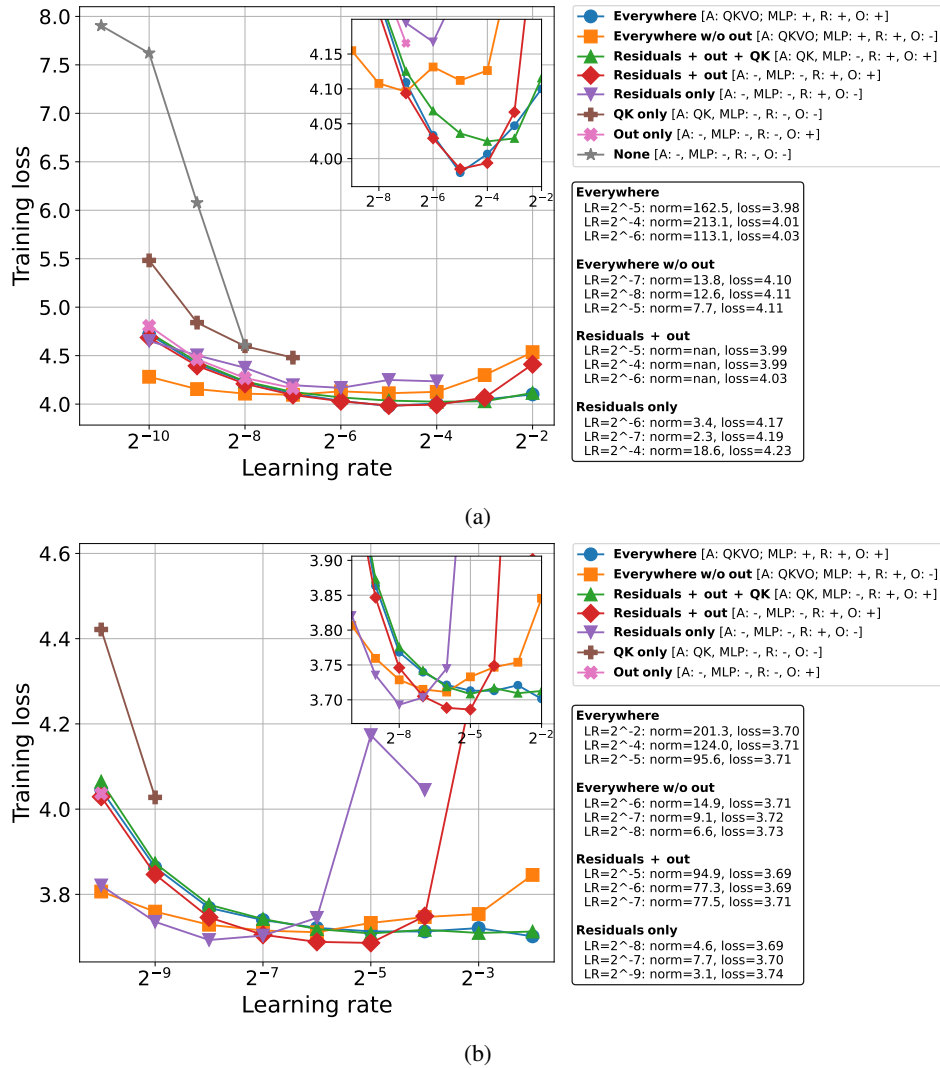 8.0
7.5
7.0
6.5
6.0
5.5
5.0
4.5
4.0
Training loss
2⁻¹⁰
2⁻⁸
2⁻⁶
2⁻⁴
2⁻²
Learning rate
4.15
4.10
4.05
4.00
2⁻⁸
2⁻⁶
2⁻⁴
2⁻²
Everywhere [A: QKVO; MLP: +, R: +, O: +]
Everywhere w/o out [A: QKVO; MLP: +, R: +, O: -]
Residuals + out + QK [A: QK, MLP: -, R: +, O: +]
Residuals + out [A: -, MLP: -, R: +, O: +]
Residuals only [A: -, MLP: -, R: +, O: -]
QK only [A: QK, MLP: -, R: -, O: -]
Out only [A: -, MLP: -, R: -, O: +]
None [A: -, MLP: -, R: -, O: -]
Everywhere
LR=2^-5: norm=162.5, loss=3.98
LR=2^-4: norm=213.1, loss=4.01
LR=2^-6: norm=113.1, loss=4.03
Everywhere w/o out
LR=2^-7: norm=13.8, loss=4.10
LR=2^-8: norm=12.6, loss=4.11
LR=2^-5: norm=7.7, loss=4.11
Residuals + out
LR=2^-5: norm=nan, loss=3.99
LR=2^-4: norm=nan, loss=3.99
LR=2^-6: norm=nan, loss=4.03
Residuals only
LR=2^-6: norm=3.4, loss=4.17
LR=2^-7: norm=2.3, loss=4.19
LR=2^-4: norm=18.6, loss=4.23
(a)
4.6
4.4
4.2
4.0
3.8
Training loss
2⁻⁹
2⁻⁷
2⁻⁵
2⁻³
Learning rate
3.90
3.85
3.80
3.75
3.70
2⁻⁸
2⁻⁵
2⁻²
Everywhere [A: QKVO; MLP: +, R: +, O: +]
Everywhere w/o out [A: QKVO; MLP: +, R: +, O: -]
Residuals + out + QK [A: QK, MLP: -, R: +, O: +]
Residuals + out [A: -, MLP: -, R: +, O: +]
Residuals only [A: -, MLP: -, R: +, O: -]
QK only [A: QK, MLP: -, R: -, O: -]
Out only [A: -, MLP: -, R: -, O: +]
Everywhere
LR=2^-2: norm=201.3, loss=3.70
LR=2^-4: norm=124.0, loss=3.71
LR=2^-5: norm=95.6, loss=3.71
Everywhere w/o out
LR=2^-6: norm=14.9, loss=3.71
LR=2^-7: norm=9.1, loss=3.72
LR=2^-8: norm=6.6, loss=3.73
Residuals + out
LR=2^-5: norm=94.9, loss=3.69
LR=2^-6: norm=77.3, loss=3.69
LR=2^-7: norm=77.5, loss=3.71
Residuals only
LR=2^-8: norm=4.6, loss=3.69
LR=2^-7: norm=7.7, loss=3.70
LR=2^-9: norm=3.1, loss=3.74
(b)